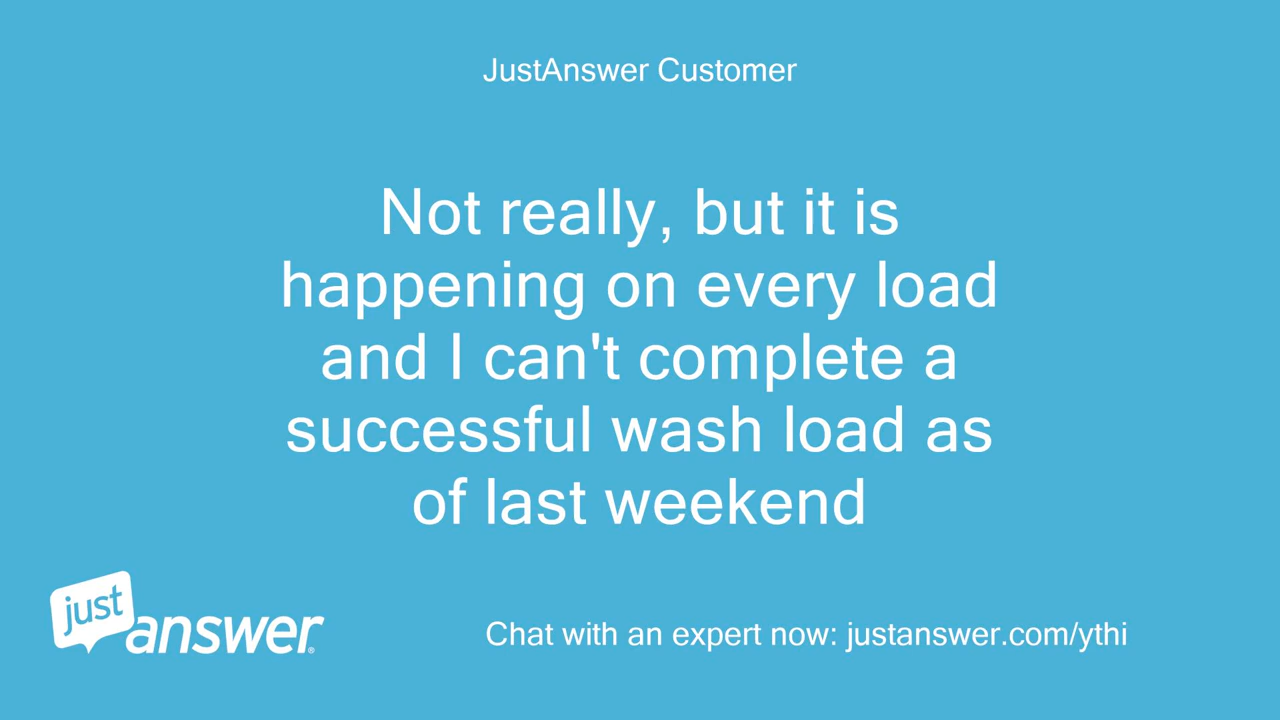 JustAnswer Customer
Not really, but it is
happening on every load
and I can't complete a
successful wash load as
of last weekend
just
answer®
Chat with an expert now: justanswer.com/ythi